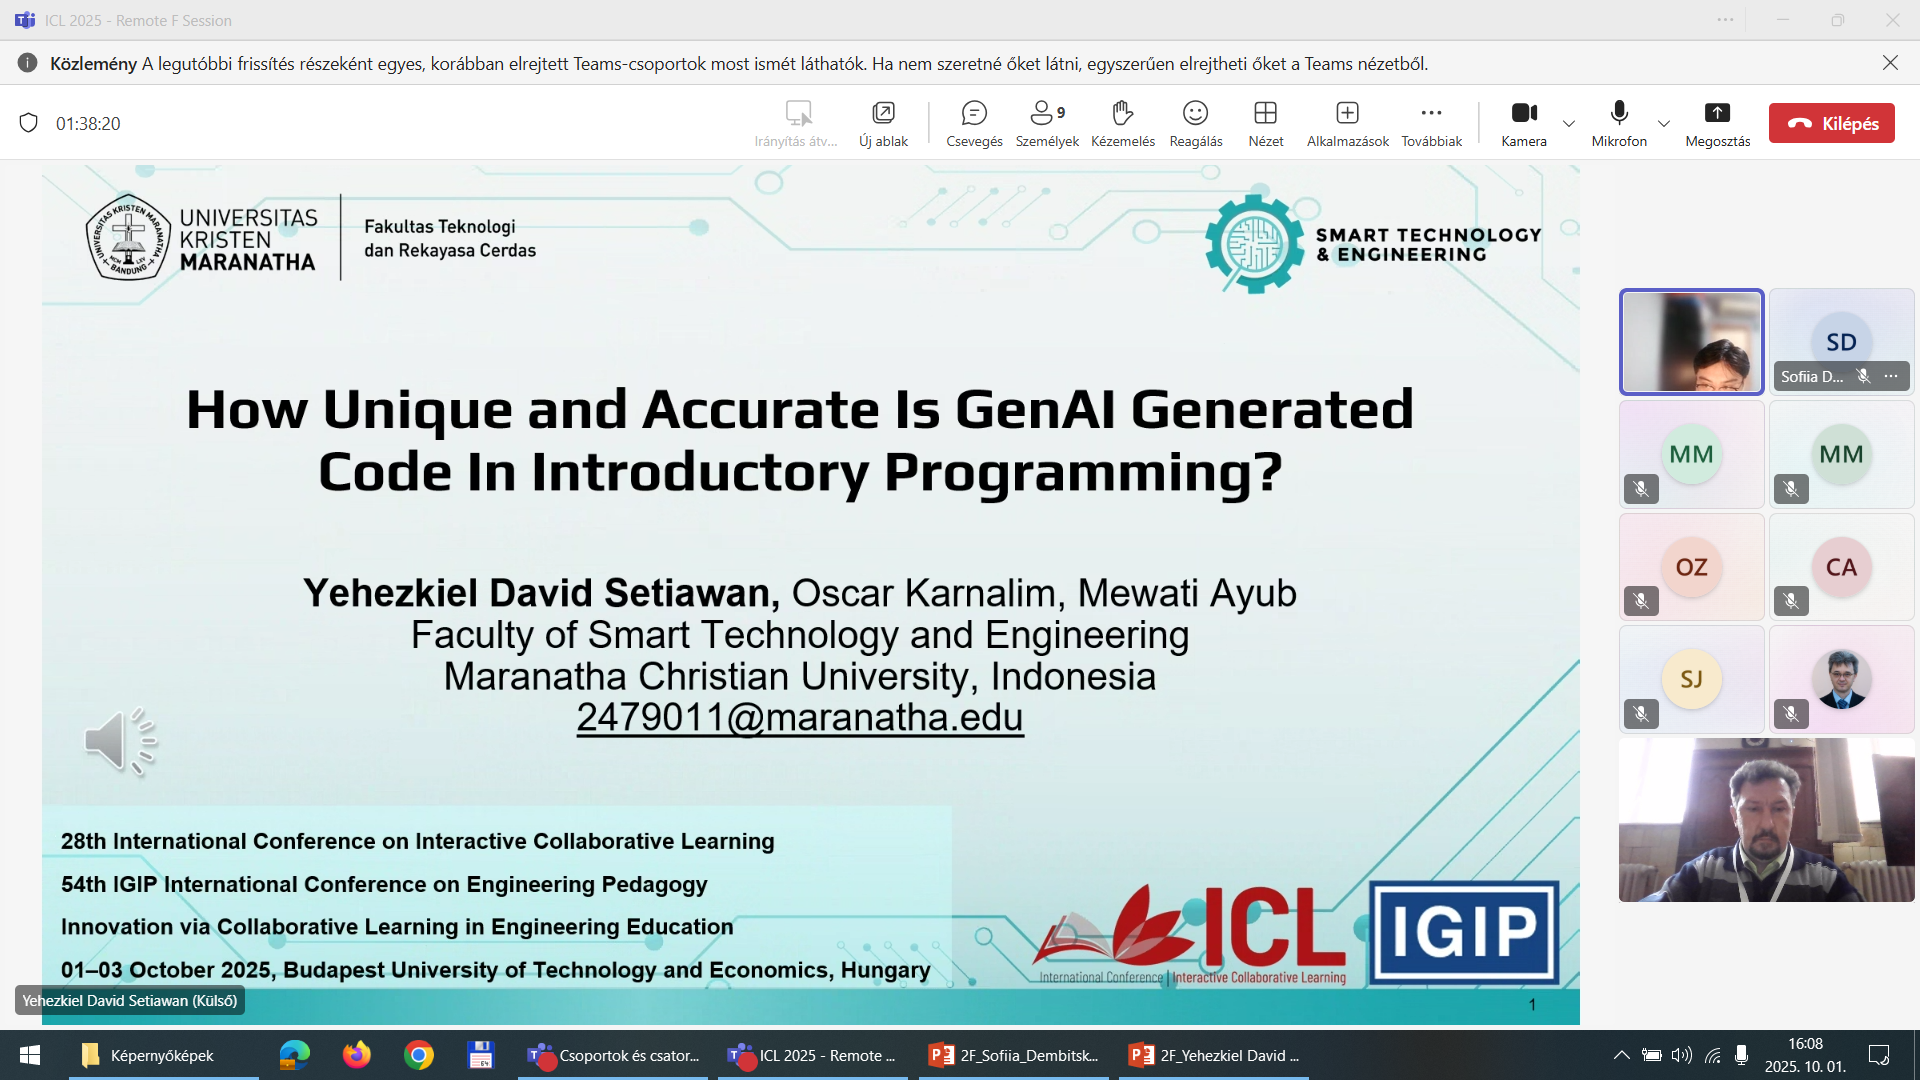 ICL 2025 - Remote F Session
Közlemény A legutóbbi frissítés részeként egyes, korábban elrejtett Teams-csoportok most ismét láthatók. Ha nem szeretné őket látni, egyszerűen elrejtheti őket a Teams nézetből.
01:38:20
Irányítás átv...
Új ablak
Csevegés
9
Személyek
Kézemelés
Reagálás
Nézet
Alkalmazások
Továbbiak
Kamera
Mikrofon
Megosztás
Kilépés
UNIVERSITAS KRISTEN MARANATHA
BANDUNG
MCM LXV
UNIVERSITAS
KRISTEN
MARANATHA
Fakultas Teknologi
dan Rekayasa Cerdas
SMART TECHNOLOGY
& ENGINEERING
How Unique and Accurate Is GenAI Generated
Code In Introductory Programming?
Yehezkiel David Setiawan, Oscar Karnalim, Mewati Ayub
Faculty of Smart Technology and Engineering
Maranatha Christian University, Indonesia
2479011@maranatha.edu
28th International Conference on Interactive Collaborative Learning
54th IGIP International Conference on Engineering Pedagogy
Innovation via Collaborative Learning in Engineering Education
01–03 October 2025, Budapest University of Technology and Economics, Hungary
ICL
International Conference | Interactive Collaborative Learning
IGIP
1
Yehezkiel David Setiawan (Külső)
SD
Sofiia D...
MM
MM
OZ
CA
SJ
Képernyőképek
64
Csoportok és csator...
ICL 2025 - Remote ...
2F_Sofiia_Dembitsk...
2F_Yehezkiel David ...
16:08
2025. 10. 01.